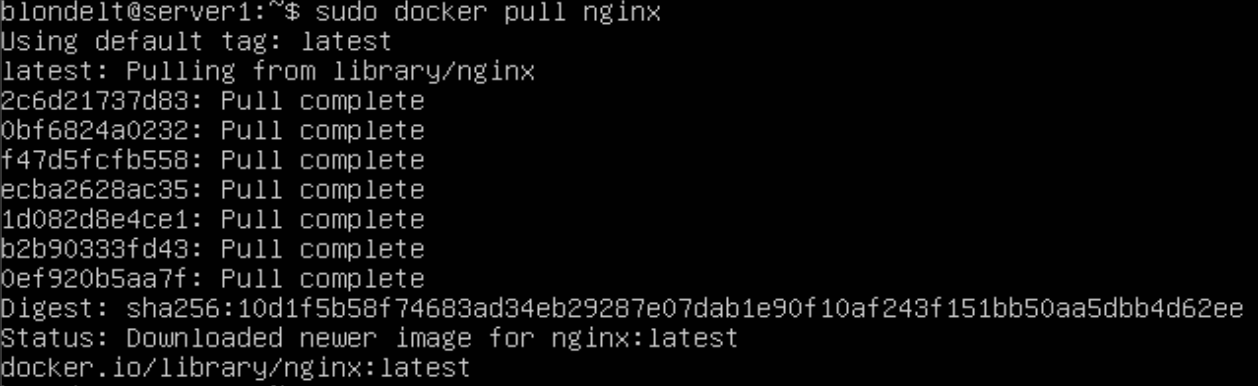 blondelt@server1:~$ sudo docker pull nginx
Using default tag: latest
latest: Pulling from library/nginx
2c6d21737d83: Pull complete
0bf6824a0232: Pull complete
f47d5fcfb558: Pull complete
ecba2628ac35: Pull complete
1d082d8e4ce1: Pull complete
b2b90333fd43: Pull complete
0ef920b5aa7f: Pull complete
Digest: sha256:10d1f5b58f74683ad34eb29287e07dab1e90f10af243f151bb50aa5dbb4d62ee
Status: Downloaded newer image for nginx:latest
docker.io/library/nginx:latest